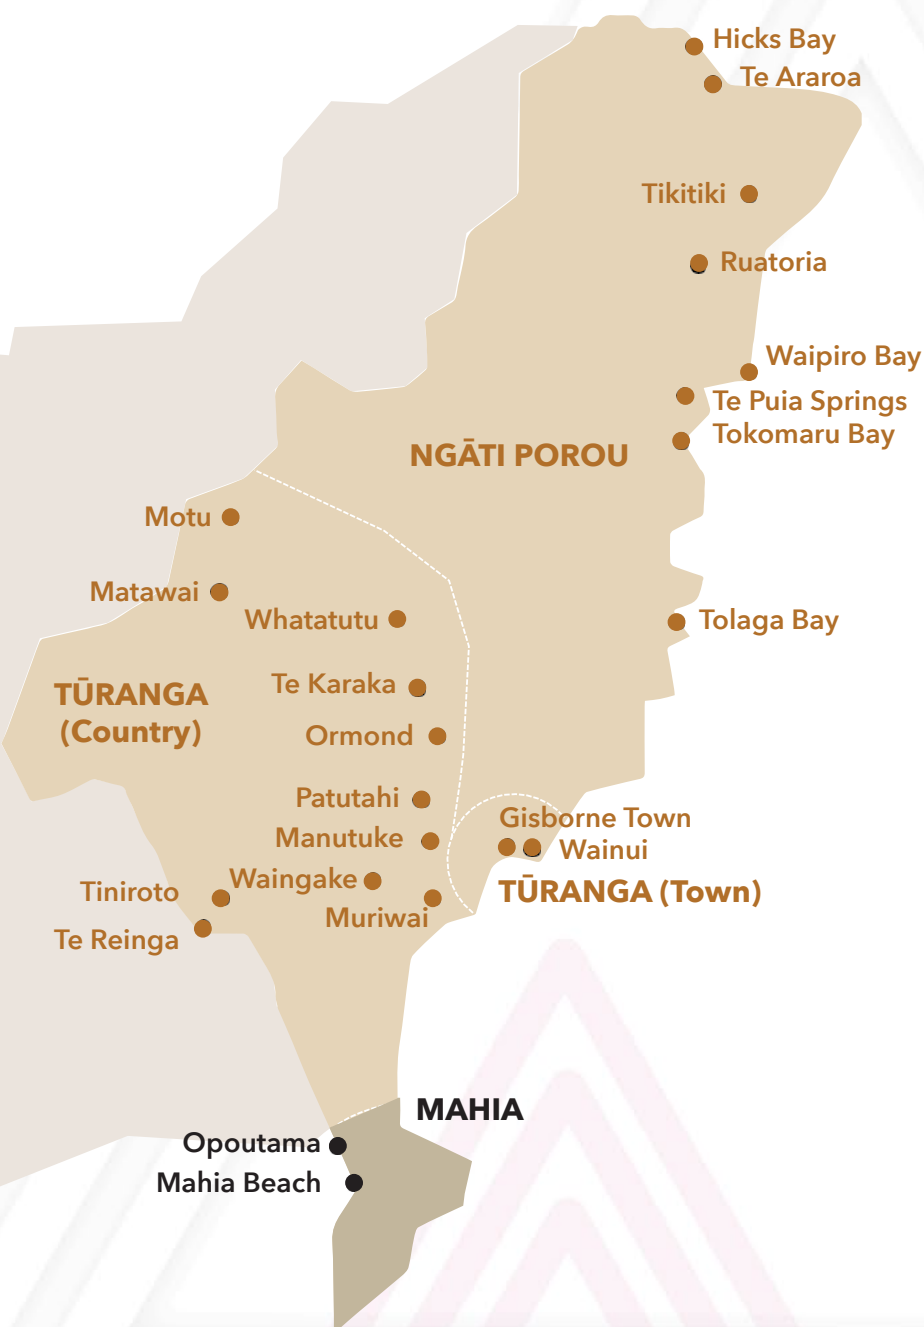 Hicks Bay
Te Araroa
Tikitiki
Ruatoria
Waipiro Bay
Te Puia Springs
Tokomaru Bay
NGĀTI POROU
Motu
Matawai
Whatatutu
Tolaga Bay
TŪRANGA
(Country)
Te Karaka
Ormond
Patutahi
Manutuke
Gisborne Town
Wainui
TŪRANGA (Town)
Waingake
Tiniroto
Muriwai
Te Reinga
MAHIA
Opoutama
Mahia Beach